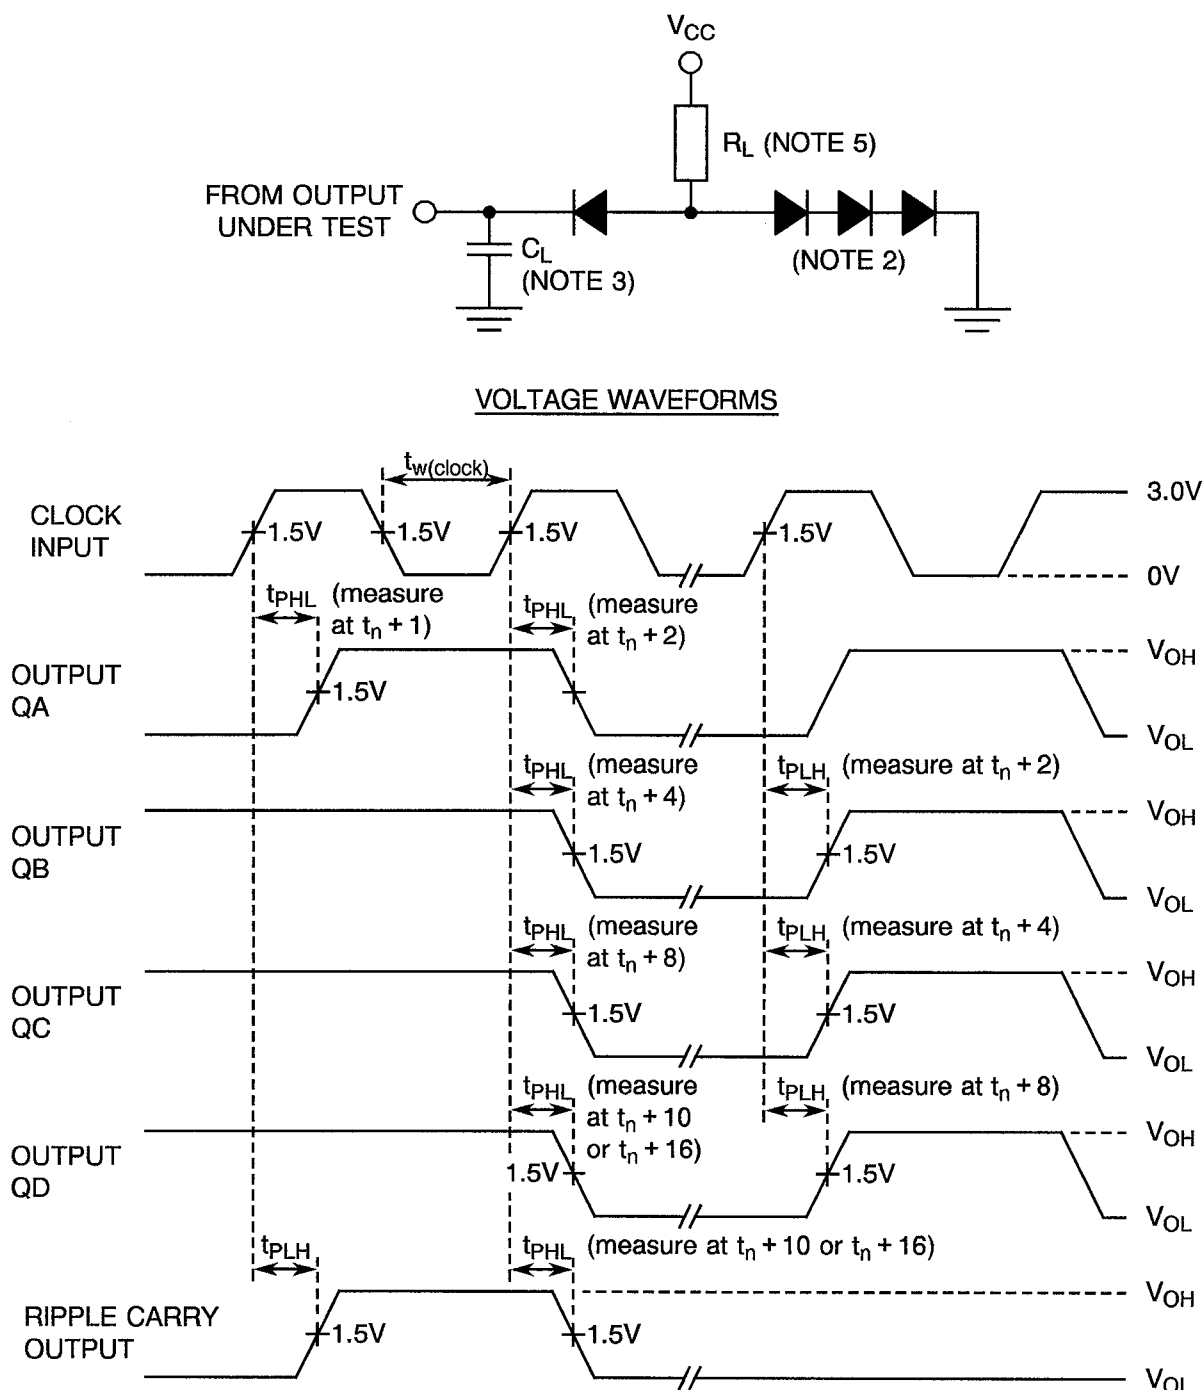 VCC
RL (NOTE 5)
FROM OUTPUT
UNDER TEST
CL
(NOTE 3)
(NOTE 2)
VOLTAGE WAVEFORMS
tw(clock)
CLOCK
INPUT
1.5V
1.5V
1.5V
1.5V
3.0V
0V
tPHL (measure
at tn + 1)
tPHL (measure
at tn + 2)
OUTPUT
QA
1.5V
VOH
VOL
tPHL (measure
at tn + 4)
tPLH (measure at tn + 2)
OUTPUT
QB
1.5V
1.5V
VOH
VOL
tPHL (measure
at tn + 8)
tPLH (measure at tn + 4)
OUTPUT
QC
1.5V
1.5V
VOH
VOL
tPHL (measure
at tn + 10
or tn + 16)
tPLH (measure at tn + 8)
OUTPUT
QD
1.5V
1.5V
VOH
VOL
tPLH
tPHL (measure at tn + 10 or tn + 16)
RIPPLE CARRY
OUTPUT
1.5V
1.5V
VOH
VOL